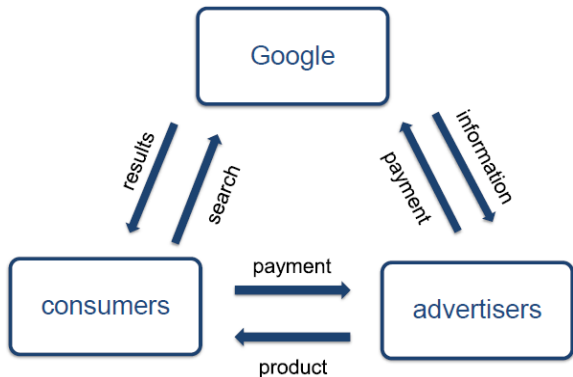 Google
results
search
payment
information
consumers
payment
advertisers
product